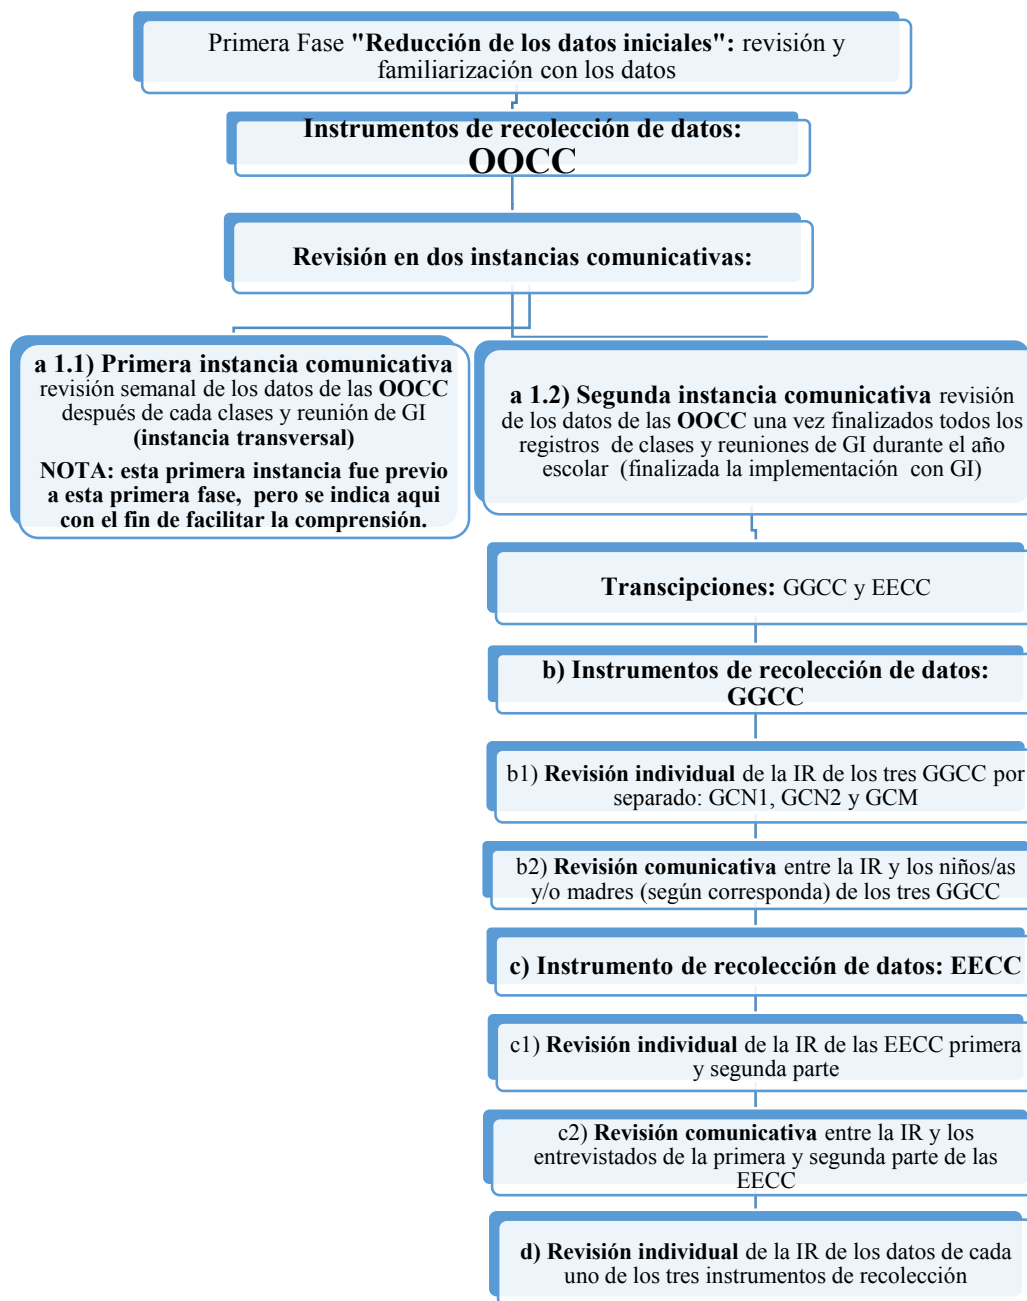 Primera Fase "Reducción de los datos iniciales": revisión y
familiarización con los datos
Instrumentos de recolección de datos:
OOCC
Revisión en dos instancias comunicativas:
a 1.1) Primera instancia comunicativa
revisión semanal de los datos de las OOCC
después de cada clases y reunión de GI
(instancia transversal)
NOTA: esta primera instancia fue previo
a esta primera fase, pero se indica aqui
con el fin de facilitar la comprensión.
a 1.2) Segunda instancia comunicativa revisión
de los datos de las OOCC una vez finalizados todos los
registros de clases y reuniones de GI durante el año
escolar (finalizada la implementación con GI)
Transcipciones: GGCC y EECC
b) Instrumentos de recolección de datos:
GGCC
b1) Revisión individual de la IR de los tres GGCC por
separado: GCN1, GCN2 y GCM
b2) Revisión comunicativa entre la IR y los niños/as
y/o madres (según corresponda) de los tres GGCC
c) Instrumento de recolección de datos: EECC
c1) Revisión individual de la IR de las EECC primera
y segunda parte
c2) Revisión comunicativa entre la IR y los
entrevistados de la primera y segunda parte de las
EECC
d) Revisión individual de la IR de los datos de cada
uno de los tres instrumentos de recolección